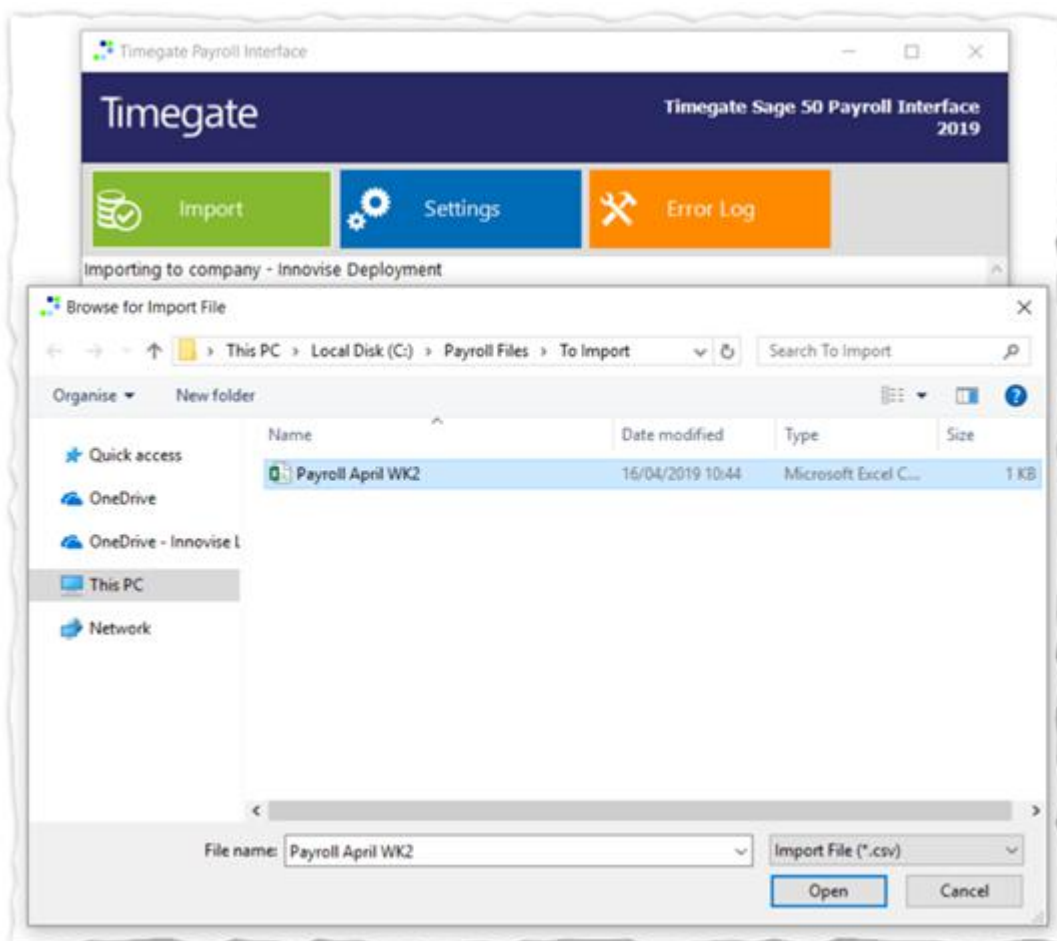 Timegate Payroll Interface
Timegate
Timegate Sage 50 Payroll Interface
2019
Import
Settings
Error Log
Importing to company - Innovise Deployment
Browse for Import File
This PC > Local Disk (C:) > Payroll Files > To Import
Search To Import
Organise
New folder
Name
Date modified
Type
Size
Quick access
Payroll April WK2
16/04/2019 10:44
Microsoft Excel C...
1 KB
OneDrive
OneDrive - Innovise L
This PC
Network
File name:
Payroll April WK2
Import File (*.csv)
Open
Cancel